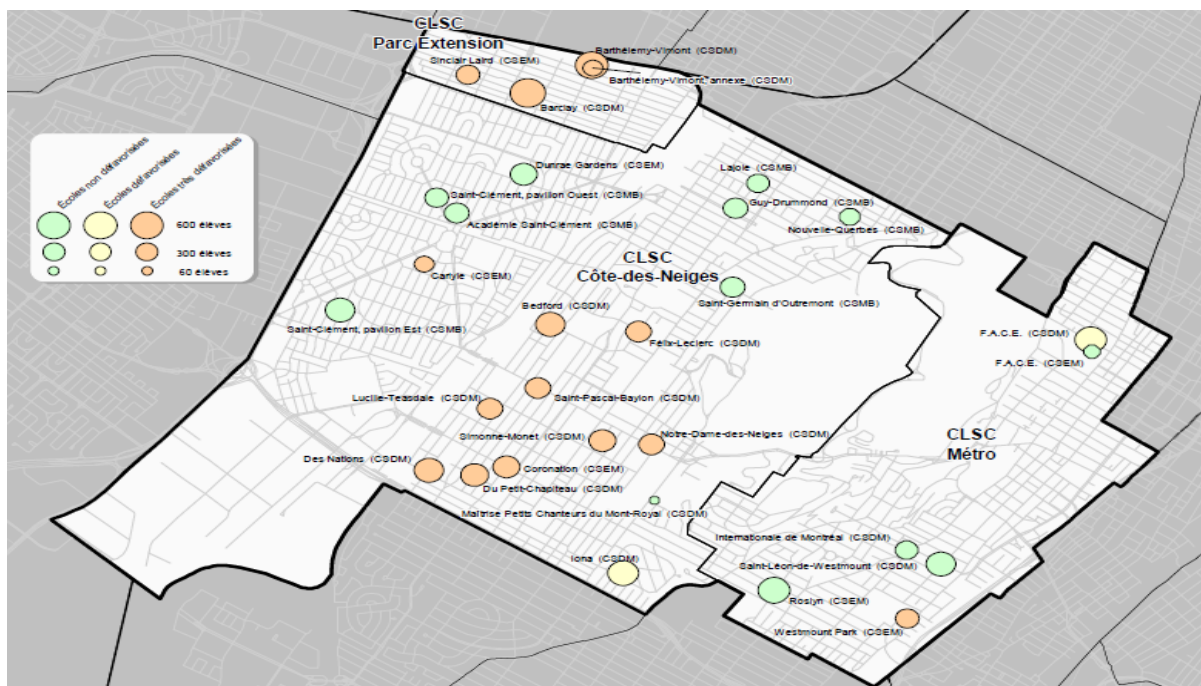 CLSC
Parc Extension
Sinclair Laird (CSEM)
Barthélemy-Vimont (CSDM)
Barthélemy-Vimont, annexe (CSDM)
Barclay (CSDM)
Écoles non défavorisées
Écoles défavorisées
Écoles très défavorisées
600 élèves
300 élèves
60 élèves
Dunrae Gardens (CSEM)
Saint-Clément, pavillon Ouest (CSMB)
Académie Saint-Clément (CSMB)
Lajoie (CSMB)
Guy-Drummond (CSMB)
Nouvelle-Querbes (CSMB)
Carlyle (CSEM)
CLSC
Côte-des-Neiges
Saint-Germain d'Outremont (CSMB)
Bedford (CSDM)
Saint-Clément, pavillon Est (CSMB)
Félix-Leclerc (CSDM)
F.A.C.E. (CSDM)
F.A.C.E. (CSEM)
Lucille-Teasdale (CSDM)
Saint-Pascal-Baylon (CSDM)
Simonne-Monet (CSDM)
Notre-Dame-des-Neiges (CSDM)
CLSC
Métro
Des Nations (CSDM)
Coronation (CSEM)
Du Petit-Chapiteau (CSDM)
Maîtrise Petits Chanteurs du Mont-Royal (CSDM)
Internationale de Montréal (CSDM)
Iona (CSDM)
Saint-Léon-de-Westmount (CSDM)
Roslyn (CSEM)
Westmount Park (CSEM)